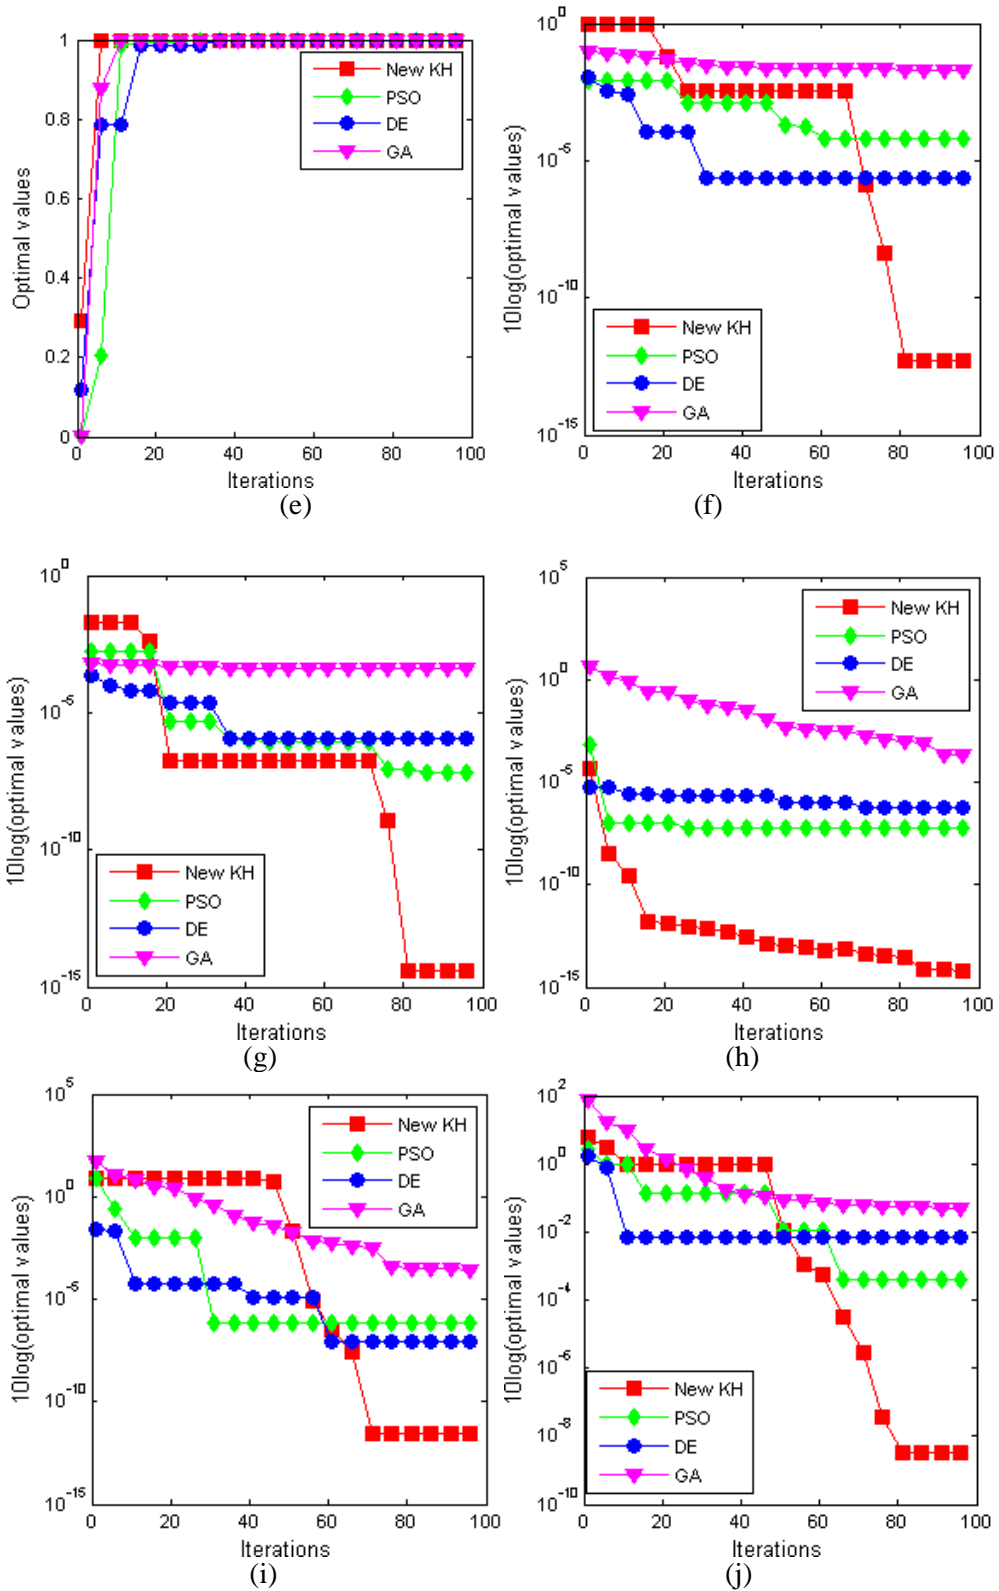 1
0.8
0.6
0.4
0.2
0
Optimal values
0 20 40 60 80 100
Iterations
New KH
PSO
DE
GA
(e)
10^0
10^-5
10^-10
10^-15
10log(optimal values)
0 20 40 60 80 100
Iterations
New KH
PSO
DE
GA
(f)
10^0
10^-5
10^-10
10^-15
10log(optimal values)
0 20 40 60 80 100
Iterations
New KH
PSO
DE
GA
(g)
10^5
10^0
10^-5
10^-10
10^-15
10log(optimal values)
0 20 40 60 80 100
Iterations
New KH
PSO
DE
GA
(h)
10^5
10^0
10^-5
10^-10
10^-15
10log(optimal values)
0 20 40 60 80 100
Iterations
New KH
PSO
DE
GA
(i)
10^2
10^0
10^-2
10^-4
10^-6
10^-8
10^-10
10log(optimal values)
0 20 40 60 80 100
Iterations
New KH
PSO
DE
GA
(j)